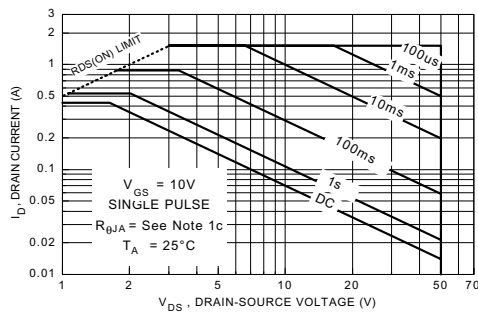 3
2
1
0.5
0.2
0.1
0.05
0.02
0.01
I D, DRAIN CURRENT (A)
RDS(ON) LIMIT
100us
1ms
10ms
100ms
1s
DC
V GS = 10V
SINGLE PULSE
R θJA = See Note 1c
T A = 25°C
1 2 5 10 20 30 50 70
V DS , DRAIN-SOURCE VOLTAGE (V)